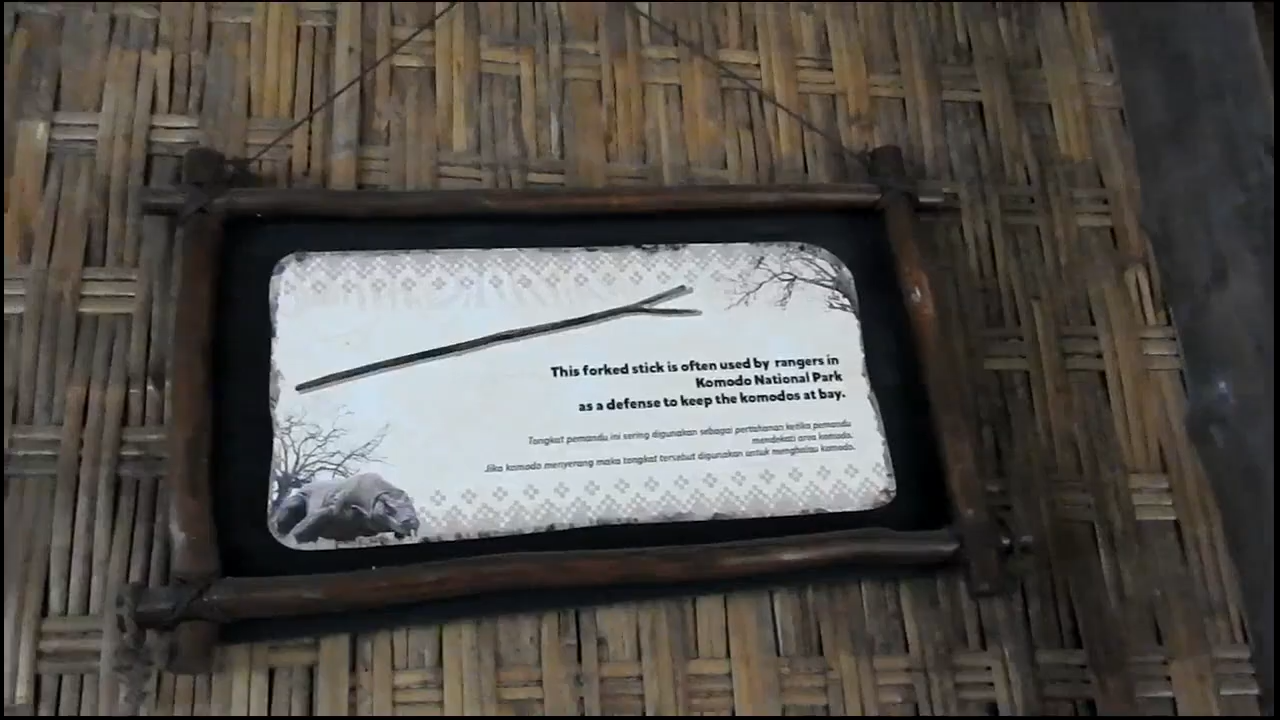 This forked stick is often used by rangers in
Komodo National Park
as a defense to keep the komodos at bay.
Tongkat pemandu ini sering digunakan sebagai pertahanan ketika pemandu
mendekati area komodo.
Jika komodo menyerang maka tongkat tersebut digunakan untuk menghalau komodo.